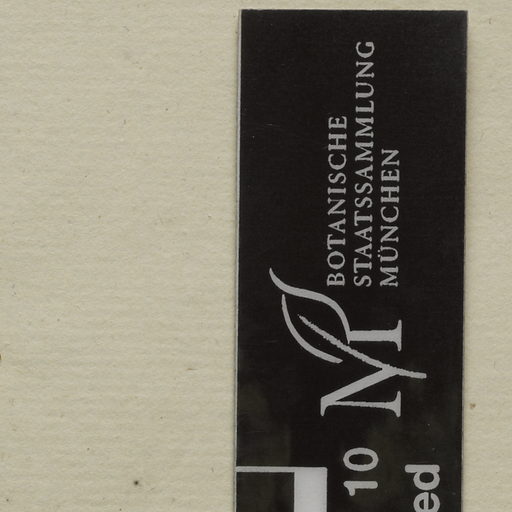 BOTANISCHE
STAATSSAMMLUNG
MÜNCHEN
M
10
ed